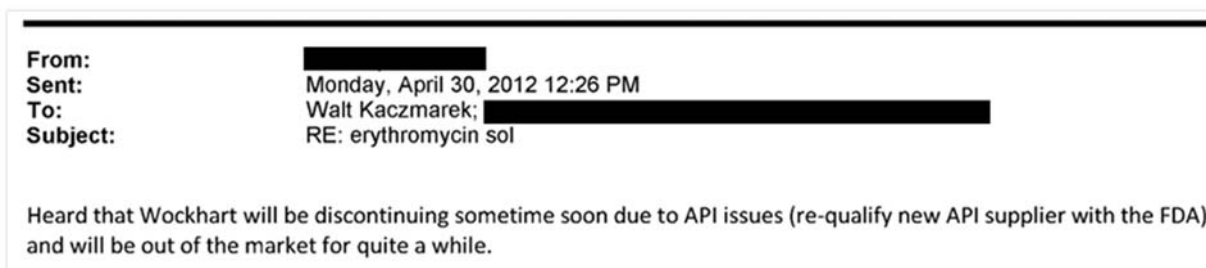 From:
Sent: Monday, April 30, 2012 12:26 PM
To: Walt Kaczmarek;
Subject: RE: erythromycin sol
Heard that Wockhart will be discontinuing sometime soon due to API issues (re-qualify new API supplier with the FDA)
and will be out of the market for quite a while.